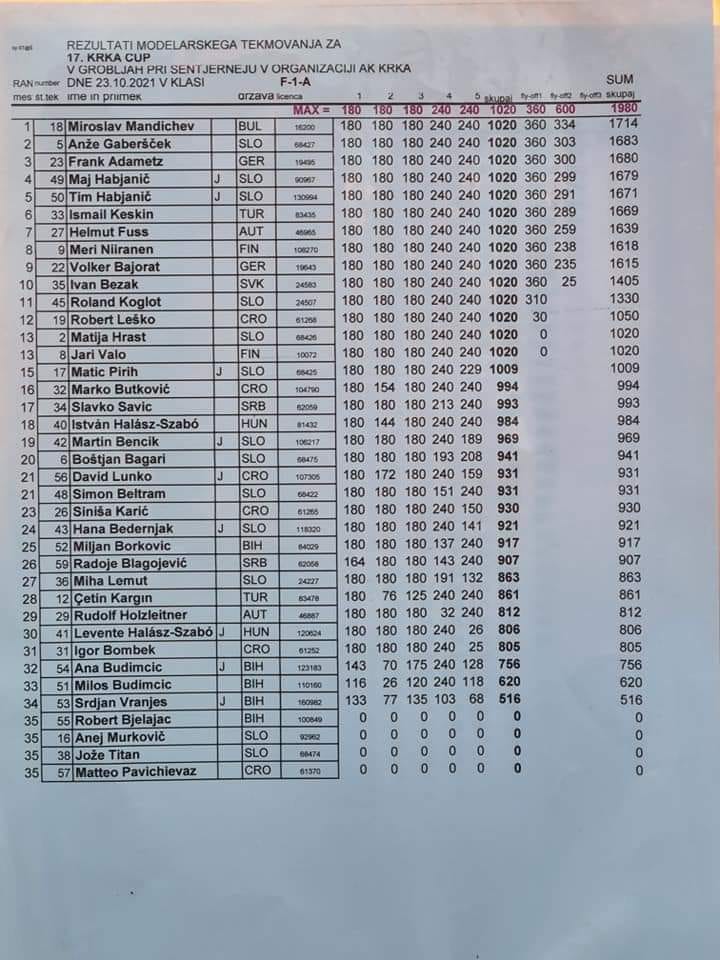 REZULTATI MODELARSKEGA TEKMOVANJA ZA
17. KRKA CUP
V GROBLJAH PRI SENTJERNEJU V ORGANIZACIJI AK KRKA
RAN number DNE 23.10.2021 V KLASI F-1-A SUM
mes št.tek ime in priimek država licenca 1 2 3 4 5 skupaj fly-off1 fly-off2 fly-off3 skupaj
MAX = 180 180 180 240 240 1020 360 600 1980
1 18 Miroslav Mandichev BUL 16200 180 180 180 240 240 1020 360 334 1714
2 5 Anže Gaberšček SLO 68427 180 180 180 240 240 1020 360 303 1683
3 23 Frank Adametz GER 19495 180 180 180 240 240 1020 360 300 1680
4 49 Maj Habjanič J SLO 90967 180 180 180 240 240 1020 360 299 1679
5 50 Tim Habjanič J SLO 130994 180 180 180 240 240 1020 360 291 1671
6 33 Ismail Keskin TUR 83435 180 180 180 240 240 1020 360 289 1669
7 27 Helmut Fuss AUT 46965 180 180 180 240 240 1020 360 259 1639
8 9 Meri Niiranen FIN 108270 180 180 180 240 240 1020 360 238 1618
9 22 Volker Bajorat GER 19643 180 180 180 240 240 1020 360 235 1615
10 35 Ivan Bezak SVK 24583 180 180 180 240 240 1020 360 25 1405
11 45 Roland Koglot SLO 24507 180 180 180 240 240 1020 310 1330
12 19 Robert Leško CRO 61268 180 180 180 240 240 1020 30 1050
13 2 Matija Hrast SLO 68426 180 180 180 240 240 1020 0 1020
13 8 Jari Valo FIN 10072 180 180 180 240 240 1020 0 1020
15 17 Matic Pirih J SLO 68425 180 180 180 240 229 1009 1009
16 32 Marko Butković CRO 104790 180 154 180 240 240 994 994
17 34 Slavko Savic SRB 62059 180 180 180 213 240 993 993
18 40 István Halász-Szabó HUN 81432 180 144 180 240 240 984 984
19 42 Martin Bencik J SLO 106217 180 180 180 240 189 969 969
20 6 Boštjan Bagari SLO 68475 180 180 180 193 208 941 941
21 56 David Lunko J CRO 107305 180 172 180 240 159 931 931
21 48 Simon Beltram SLO 68422 180 180 180 151 240 931 931
23 26 Siniša Karić CRO 61265 180 180 180 240 150 930 930
24 43 Hana Bedernjak J SLO 118320 180 180 180 240 141 921 921
25 52 Miljan Borkovic BIH 64029 180 180 180 137 240 917 917
26 59 Radoje Blagojević SRB 62058 164 180 180 143 240 907 907
27 36 Miha Lemut SLO 24227 180 180 180 191 132 863 863
28 12 Çetin Kargın TUR 83478 180 76 125 240 240 861 861
29 29 Rudolf Holzleitner AUT 46887 180 180 180 32 240 812 812
30 41 Levente Halász-Szabó J HUN 120624 180 180 180 240 26 806 806
31 31 Igor Bombek CRO 61252 180 180 180 240 25 805 805
32 54 Ana Budimcic J BIH 123183 143 70 175 240 128 756 756
33 51 Milos Budimcic BIH 110160 116 26 120 240 118 620 620
34 53 Srdjan Vranjes J BIH 160982 133 77 135 103 68 516 516
35 55 Robert Bjelajac BIH 100849 0 0 0 0 0 0 0
35 16 Anej Murkovič SLO 92962 0 0 0 0 0 0 0
35 38 Jože Titan SLO 68474 0 0 0 0 0 0 0
35 57 Matteo Pavichievaz CRO 61370 0 0 0 0 0 0 0